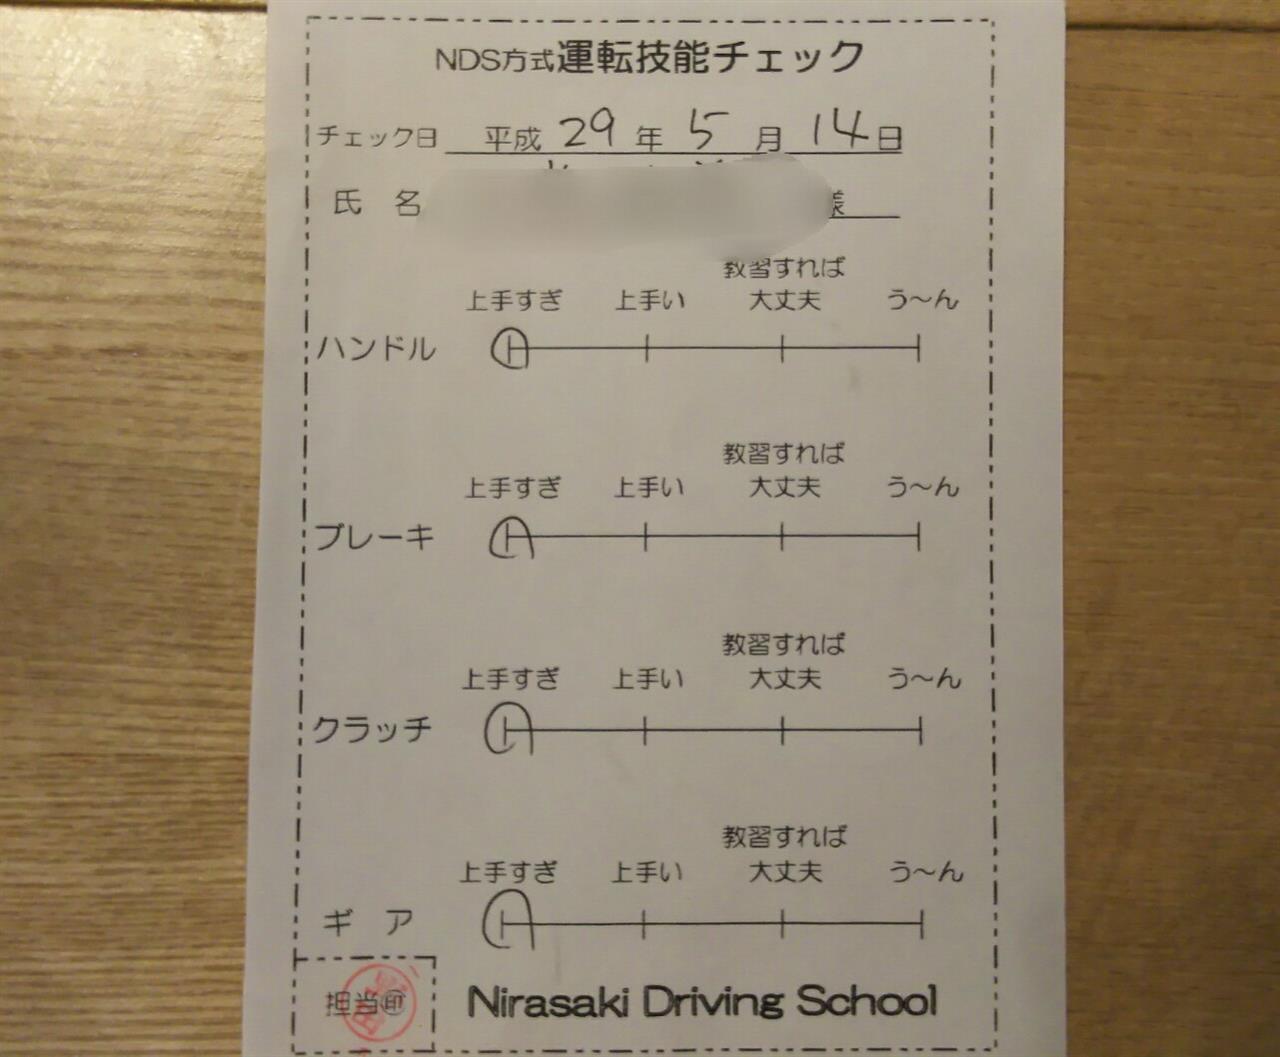 NDS方式運転技能チェック
チェック日 平成 29 年 5 月 14 日
氏 名 様
教習すれば
上手すぎ 上手い 大丈夫 う〜ん
ハンドル
教習すれば
上手すぎ 上手い 大丈夫 う〜ん
ブレーキ
教習すれば
上手すぎ 上手い 大丈夫 う〜ん
クラッチ
教習すれば
上手すぎ 上手い 大丈夫 う〜ん
ギ ア
担当㊞ Nirasaki Driving School